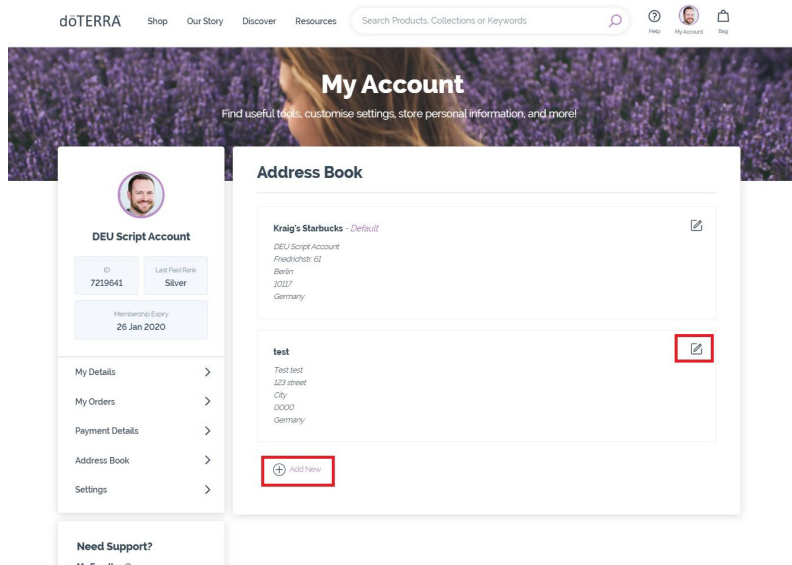 dōTERRA Shop Our Story Discover Resources Search Products, Collections or Keywords
Help My Account Bag
My Account
Find useful tools, customise settings, store personal information, and more!
DEU Script Account
ID
7219641
Last Paid Rank
Silver
Membership Expiry
26 Jan 2020
My Details
My Orders
Payment Details
Address Book
Settings
Need Support?
Address Book
Kraig's Starbucks - Default
DEU Script Account
Friedrichstr 61
Berlin
10117
Germany
test
Test test
123 street
City
0000
Germany
Add New